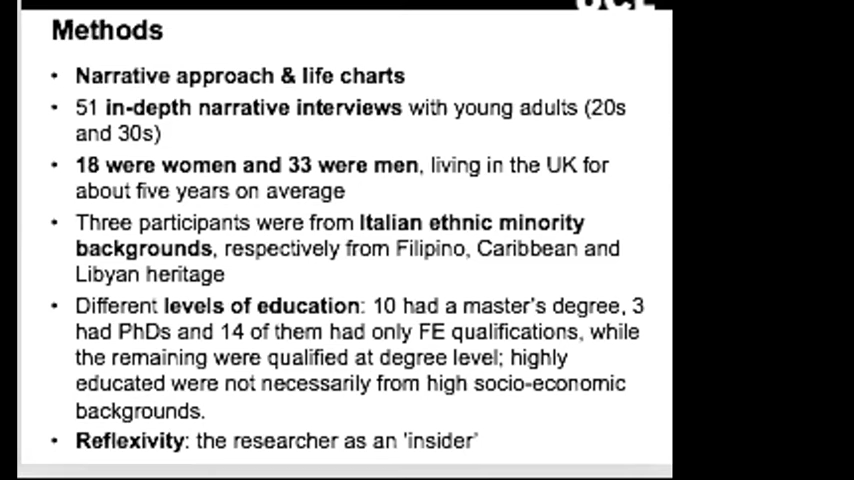 Methods
• Narrative approach & life charts
• 51 in-depth narrative interviews with young adults (20s
and 30s)
• 18 were women and 33 were men, living in the UK for
about five years on average
• Three participants were from Italian ethnic minority
backgrounds, respectively from Filipino, Caribbean and
Libyan heritage
• Different levels of education: 10 had a master's degree, 3
had PhDs and 14 of them had only FE qualifications, while
the remaining were qualified at degree level; highly
educated were not necessarily from high socio-economic
backgrounds.
• Reflexivity: the researcher as an 'insider'